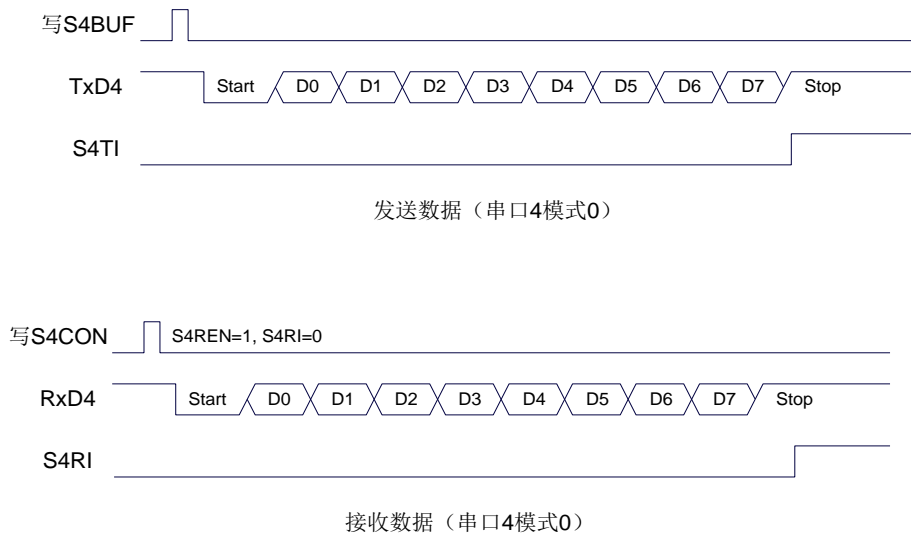 写S4BUF
TxD4 Start D0 D1 D2 D3 D4 D5 D6 D7 Stop
S4TI
发送数据（串口4模式0）
写S4CON S4REN=1, S4RI=0
RxD4 Start D0 D1 D2 D3 D4 D5 D6 D7 Stop
S4RI
接收数据（串口4模式0）